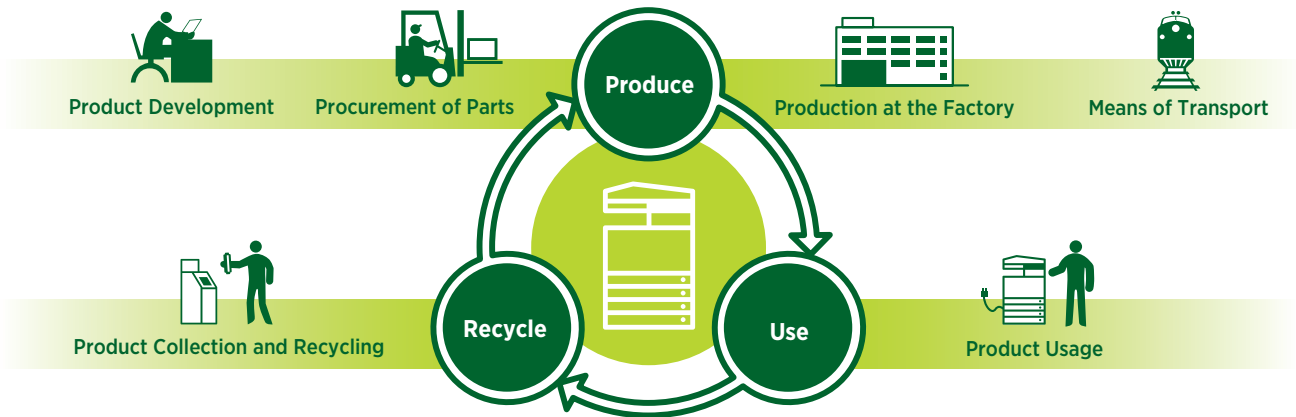 Produce
Product Development
Procurement of Parts
Production at the Factory
Means of Transport
Recycle
Use
Product Collection and Recycling
Product Usage